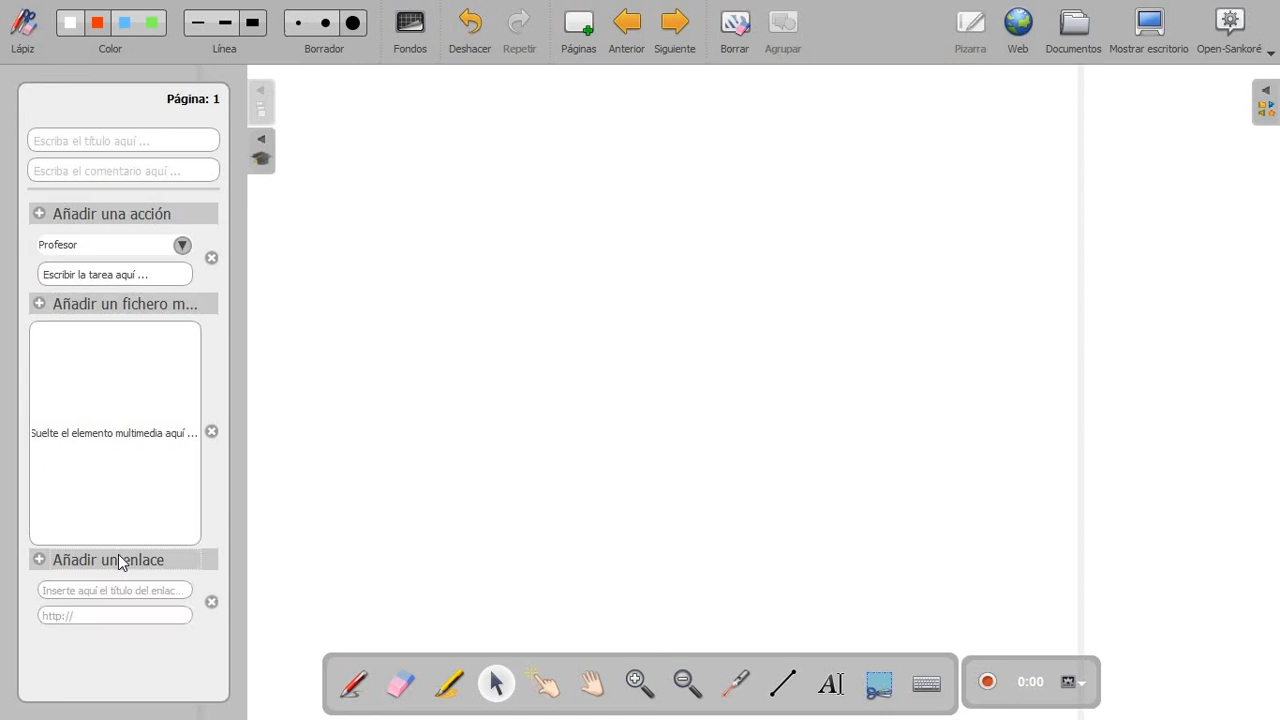 Lápiz
Color
Línea
Borrador
Fondos
Deshacer
Repetir
Páginas
Anterior
Siguiente
Borrar
Agrupar
Pizarra
Web
Documentos
Mostrar escritorio
Open-Sankoré
Página: 1
Escriba el título aquí ...
Escriba el comentario aquí ...
Añadir una acción
Profesor
Escribir la tarea aquí ...
Añadir un fichero m...
Suelte el elemento multimedia aquí ...
Añadir un enlace
Inserte aquí el título del enlac...
http://
AI
0:00